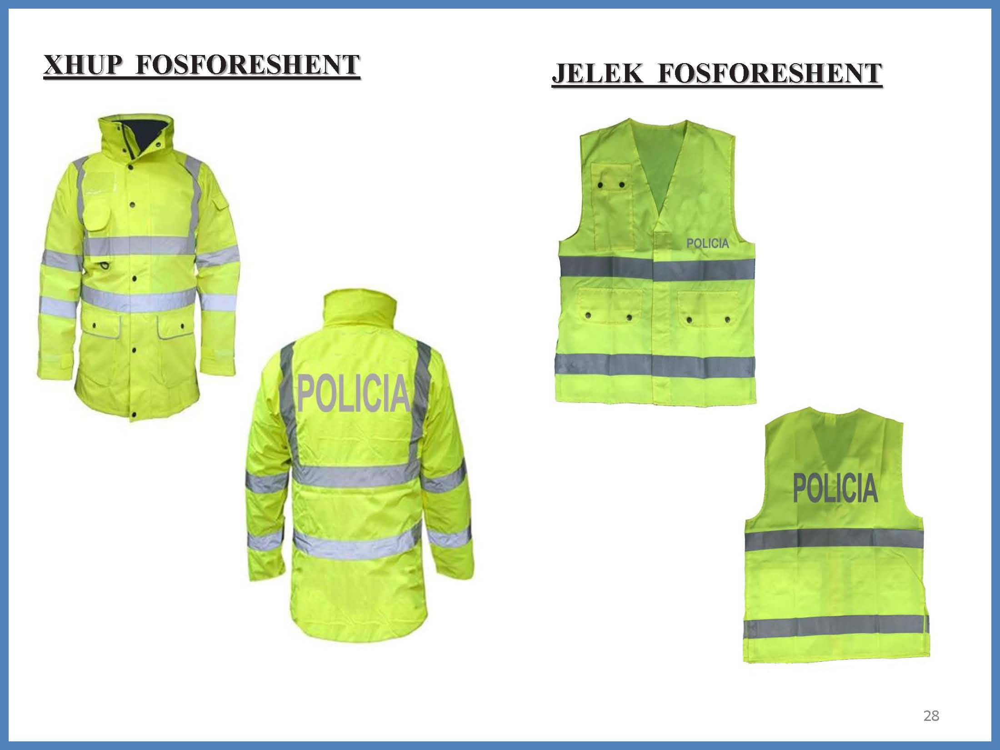 XHUP FOSFORESHENT
JELEK FOSFORESHENT
POLICIA
POLICIA
POLICIA
28